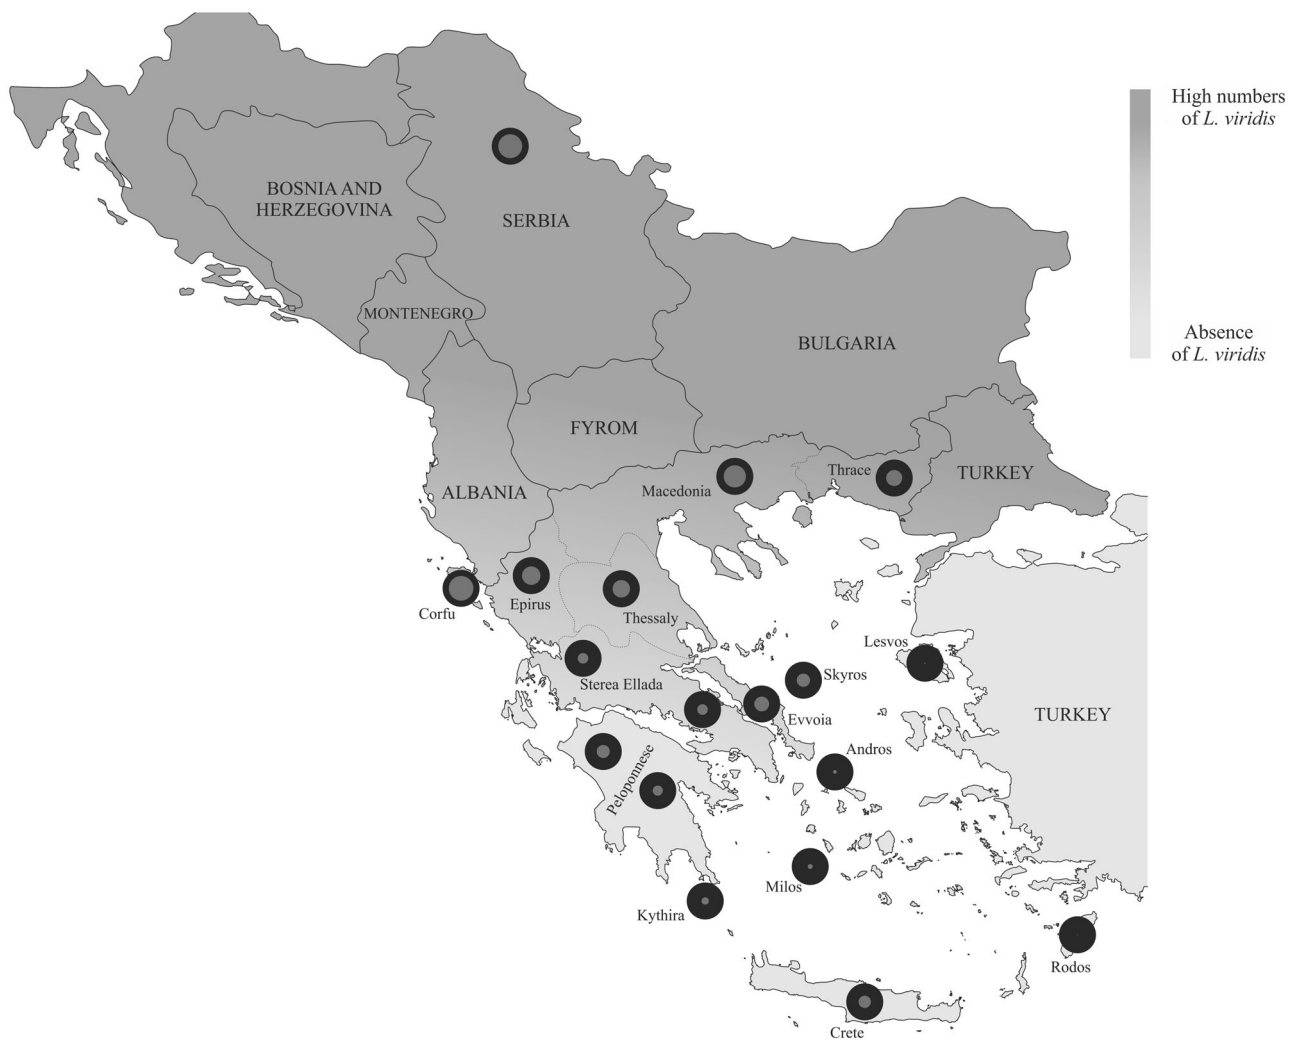 High numbers
of L. viridis
BOSNIA AND
HERZEGOVINA
SERBIA
MONTENEGRO
Absence
of L. viridis
BULGARIA
FYROM
Thrace
TURKEY
Macedonia
ALBANIA
Corfu
Epirus
Thessaly
Lesvos
Skyros
Sterea Ellada
Evvoia
TURKEY
Andros
Peloponnese
Milos
Kythira
Rodos
Crete